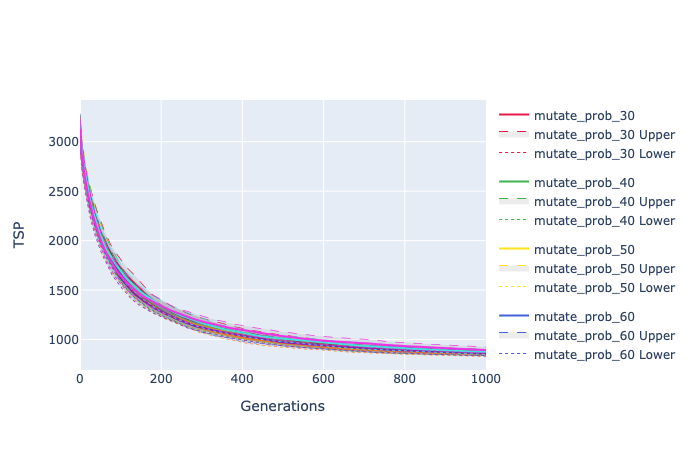 3000
2500
2000
1500
1000
TSP
0
200
400
600
800
1000
Generations
mutate_prob_30
mutate_prob_30 Upper
mutate_prob_30 Lower
mutate_prob_40
mutate_prob_40 Upper
mutate_prob_40 Lower
mutate_prob_50
mutate_prob_50 Upper
mutate_prob_50 Lower
mutate_prob_60
mutate_prob_60 Upper
mutate_prob_60 Lower